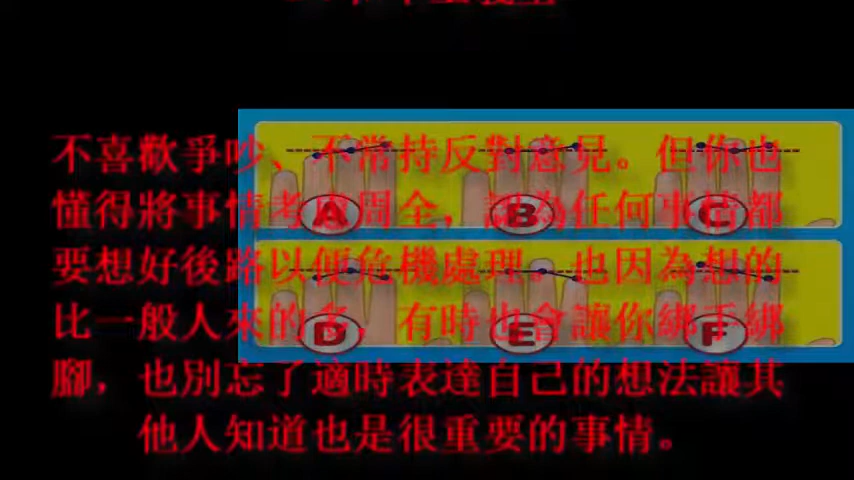 不喜歡爭吵、不常持反對意見。但你也
懂得將事情考慮周全，認為任何事情都
要想好後路以便危機處理。也因為想的
比一般人來的多，有時也會讓你綁手綁
腳，也別忘了適時表達自己的想法讓其
他人知道也是很重要的事情。
A B C
D E F